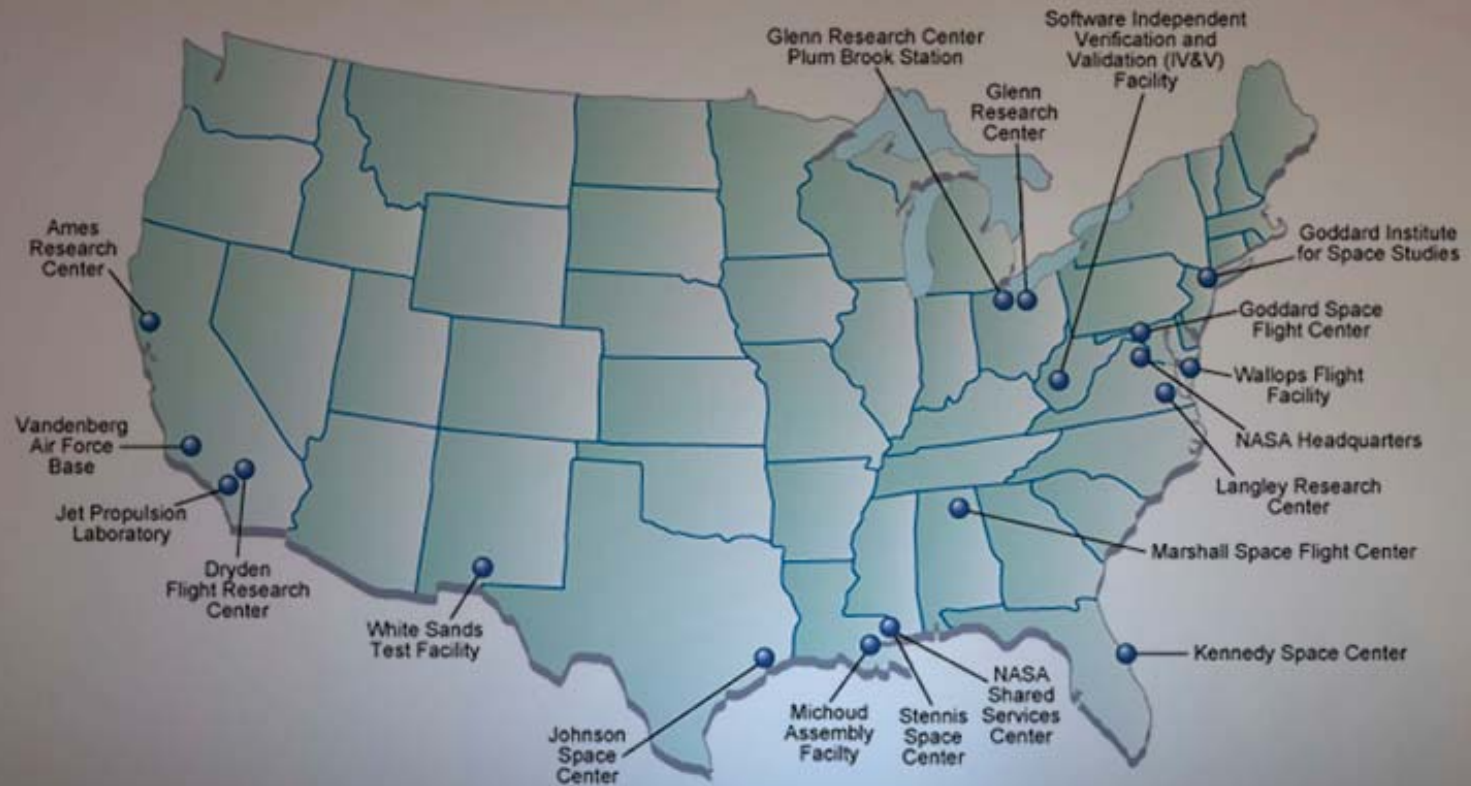 Software Independent
Verification and
Validation (IV&V)
Facility
Glenn Research Center
Plum Brook Station
Glenn
Research
Center
Ames
Research
Center
Goddard Institute
for Space Studies
Goddard Space
Flight Center
Wallops Flight
Facility
NASA Headquarters
Langley Research
Center
Vandenberg
Air Force
Base
Jet Propulsion
Laboratory
Dryden
Flight Research
Center
Marshall Space Flight Center
White Sands
Test Facility
Kennedy Space Center
Johnson
Space
Center
Michoud
Assembly
Facilty
Stennis
Space
Center
NASA
Shared
Services
Center